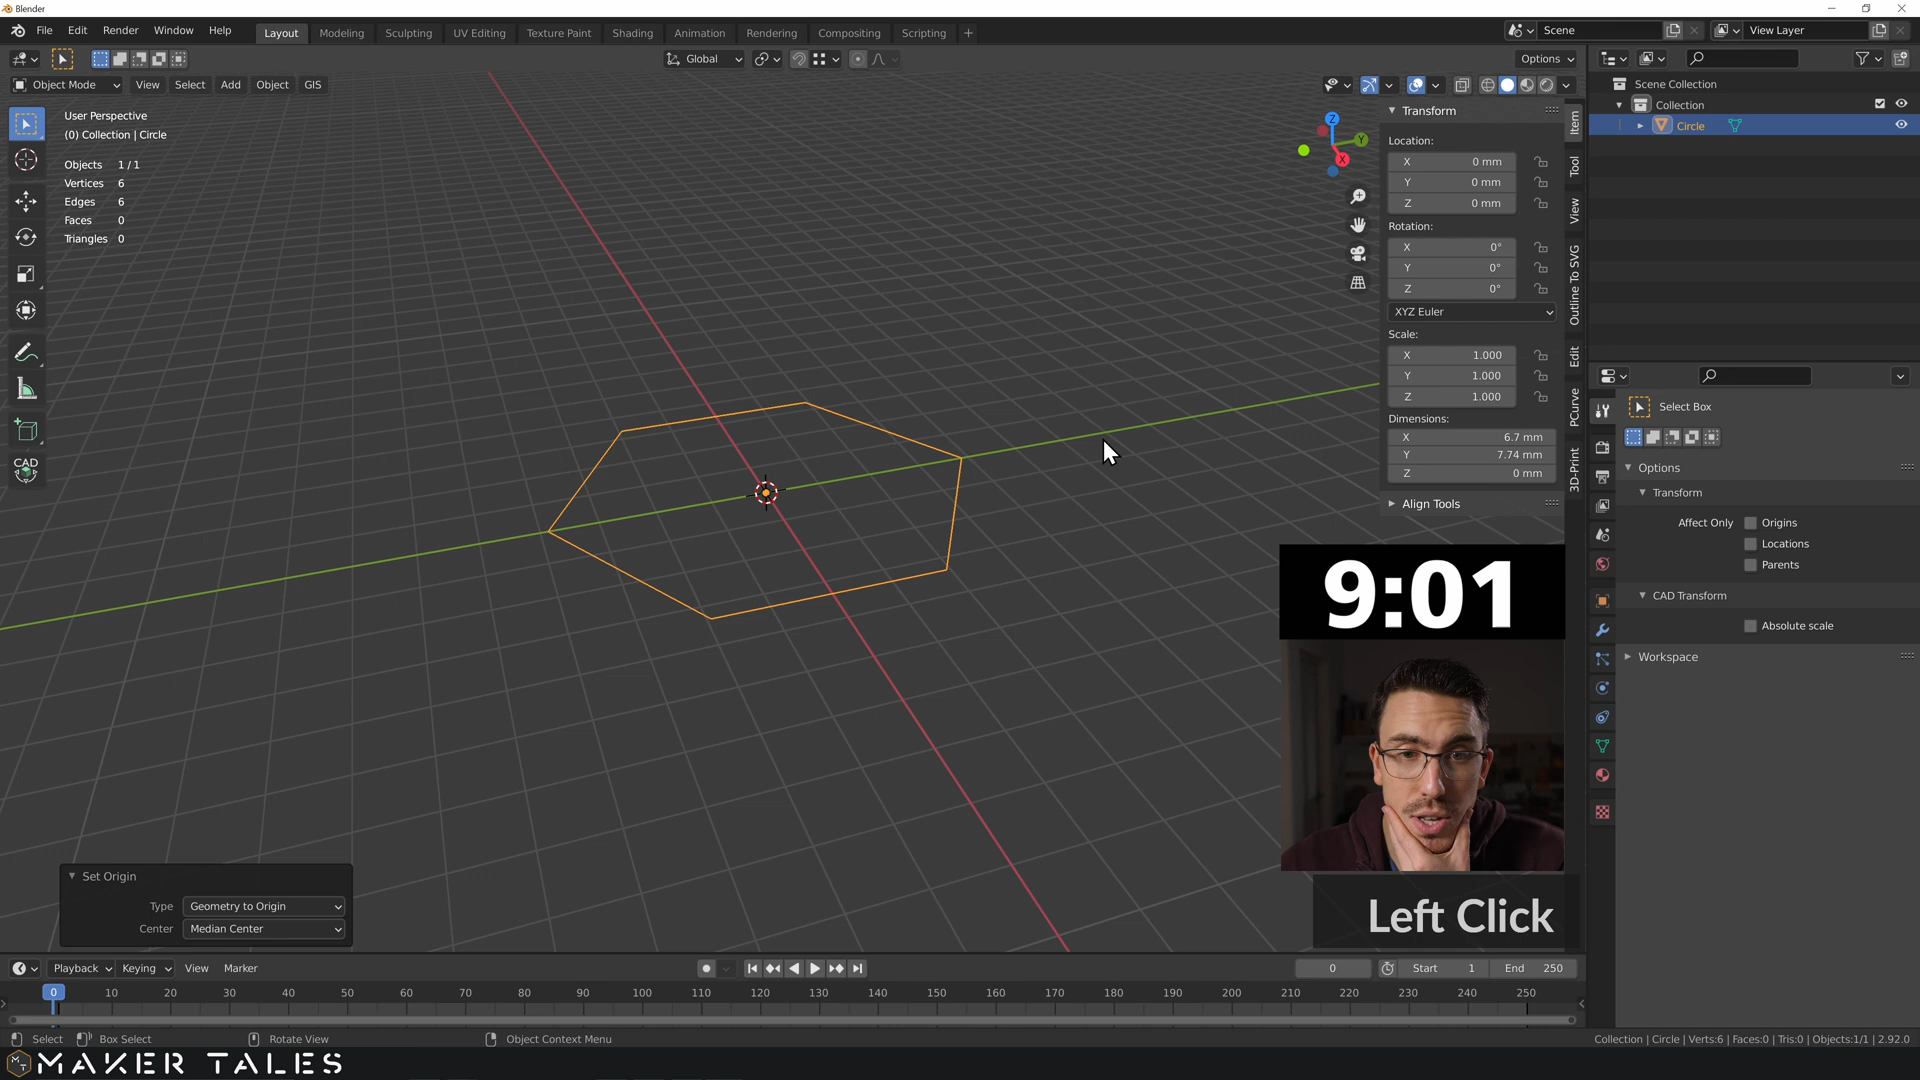 Blender
File Edit Render Window Help Layout Modeling Sculpting UV Editing Texture Paint Shading Animation Rendering Compositing Scripting + Scene View Layer
Global Options
Object Mode View Select Add Object GIS
User Perspective
(0) Collection | Circle
Objects 1/1
Vertices 6
Edges 6
Faces 0
Triangles 0
CAD
Z
Y
X
Transform
Location:
X 0 mm
Y 0 mm
Z 0 mm
Rotation:
X 0°
Y 0°
Z 0°
XYZ Euler
Scale:
X 1.000
Y 1.000
Z 1.000
Dimensions:
X 6.7 mm
Y 7.74 mm
Z 0 mm
Align Tools
Item
Tool
View
Outline To SVG
Edit
PCurve
3D-Print
Scene Collection
Collection
Circle
Select Box
Options
Transform
Affect Only Origins
Locations
Parents
CAD Transform
Absolute scale
Workspace
9:01
Left Click
Set Origin
Type Geometry to Origin
Center Median Center
Playback Keying View Marker 0 Start 1 End 250
0 10 20 30 40 50 60 70 80 90 100 110 120 130 140 150 160 170 180 190 200 210 220 230 240 250
Select Box Select Rotate View Object Context Menu Collection | Circle | Verts:6 | Faces:0 | Tris:0 | Objects:1/1 | 2.92.0
MAKER TALES